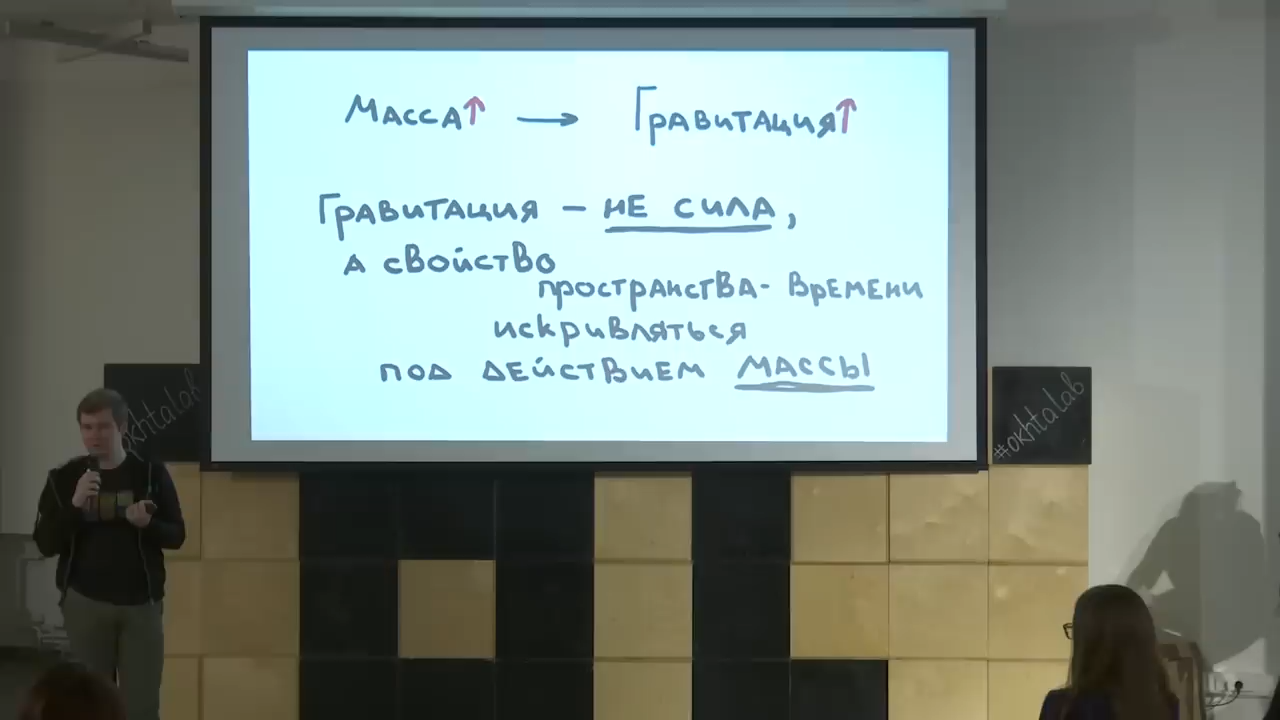 Масса↑ → Гравитация↑
Гравитация – не сила,
а свойство
пространства-времени
искривляться
под действием массы
#okhtalab
#okhtalab